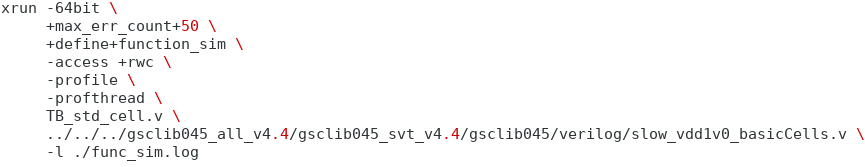 xrun -64bit \
+max_err_count+50 \
+define+function_sim \
-access +rwc \
-profile \
-profthread \
TB_std_cell.v \
../../../gsclib045_all_v4.4/gsclib045_svt_v4.4/gsclib045/verilog/slow_vdd1v0_basicCells.v \
-l ./func_sim.log